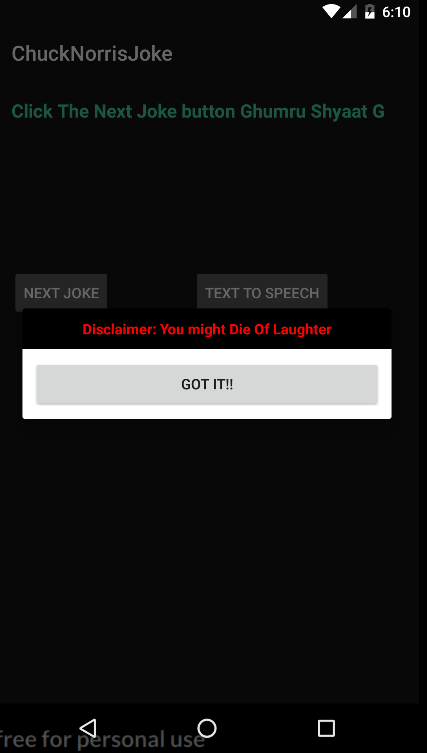 6:10
ChuckNorrisJoke
Click The Next Joke button Ghumru Shyaat G
NEXT JOKE
TEXT TO SPEECH
Disclaimer: You might Die Of Laughter
GOT IT!!
free for personal use